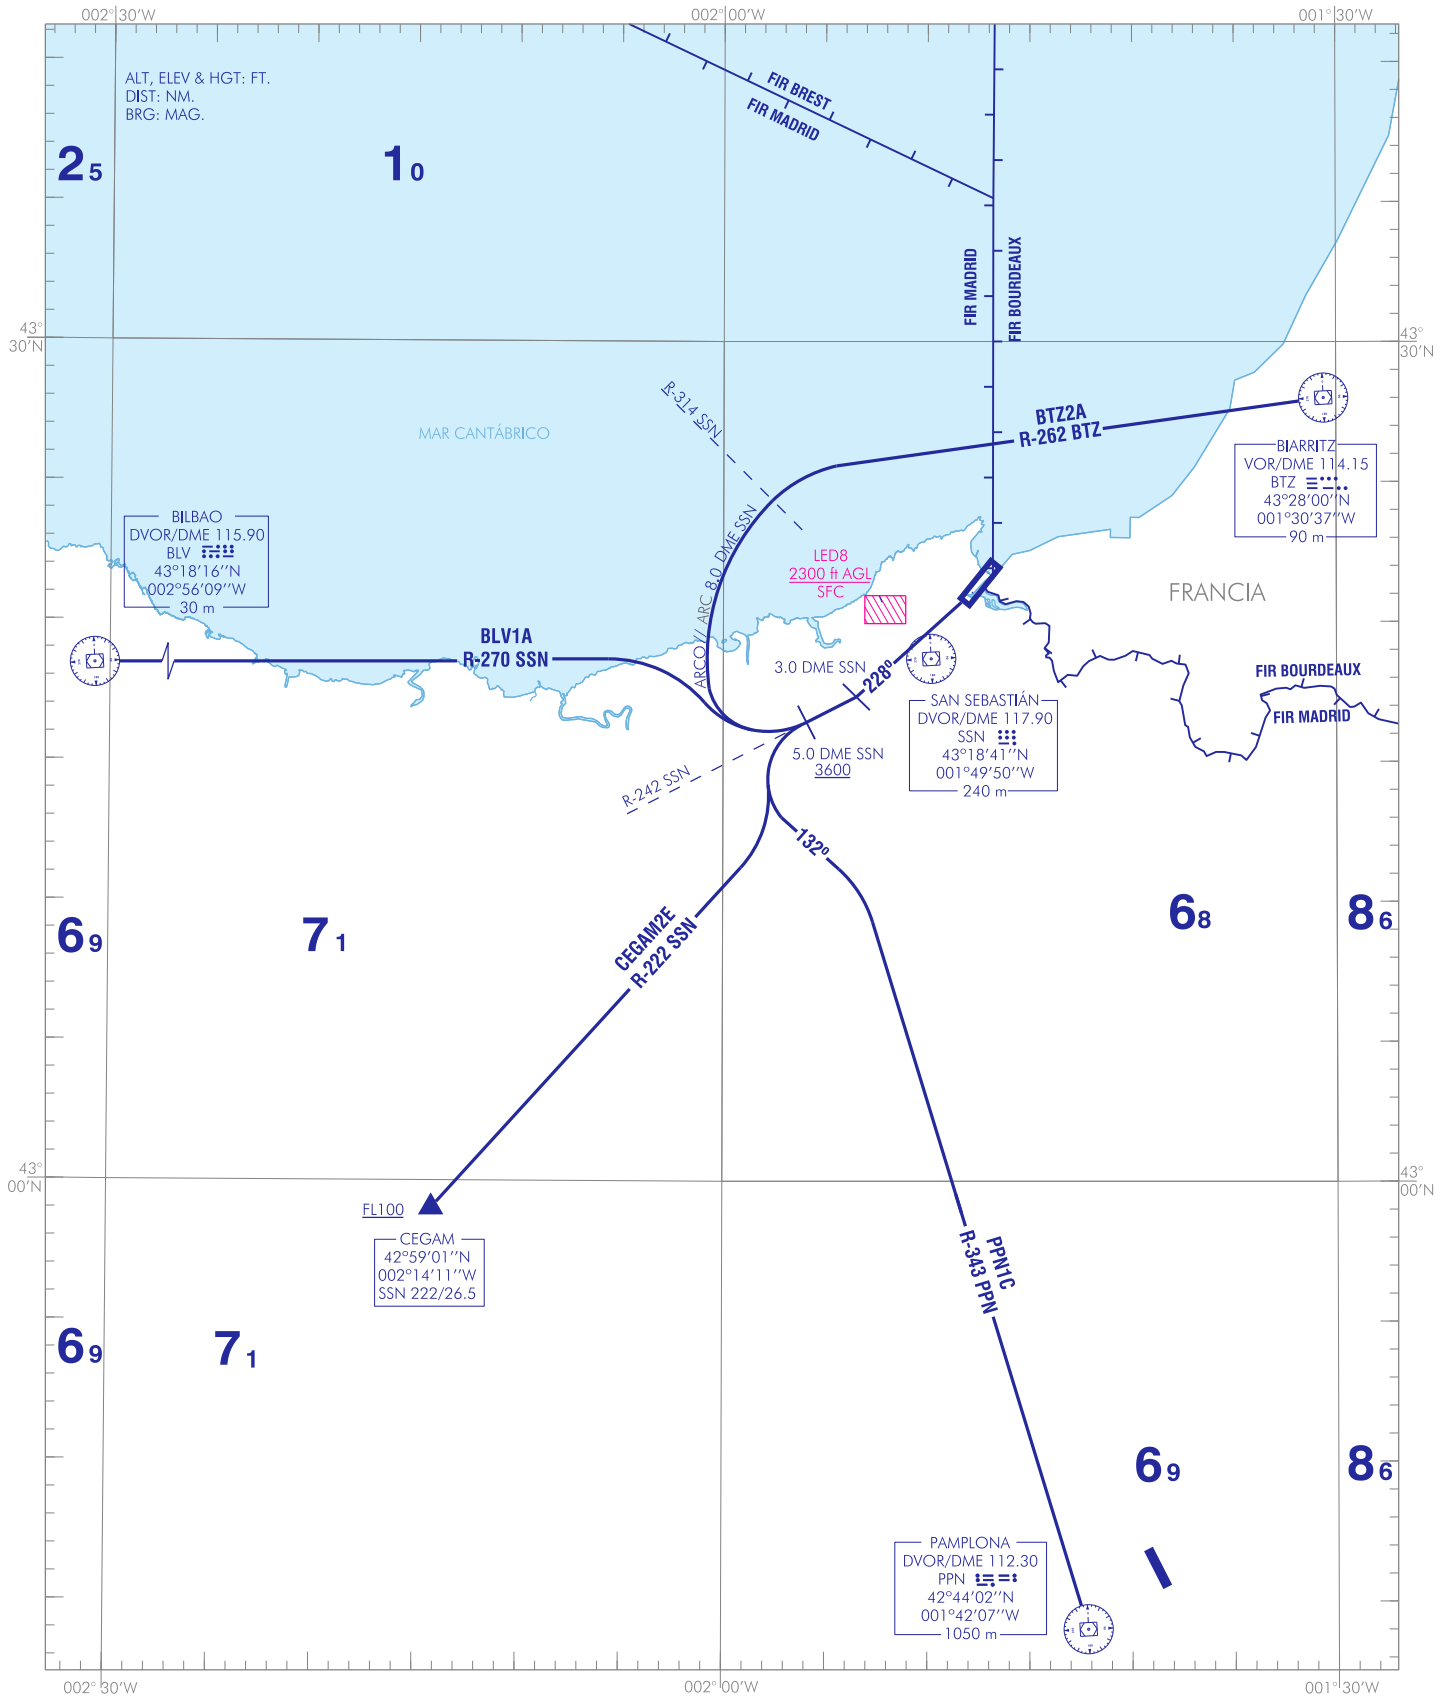 002°30'W
002°00'W
001°30'W
ALT, ELEV & HGT: FT.
DIST: NM.
BRG: MAG.
25
10
FIR BREST
FIR MADRID
FIR MADRID
FIR BOURDEAUX
43°
30'N
43°
30'N
R-314 SSN
MAR CANTÁBRICO
BTZ2A
R-262 BTZ
BIARRITZ
VOR/DME 114.15
BTZ
43°28'00''N
001°30'37''W
90 m
BILBAO
DVOR/DME 115.90
BLV
43°18'16''N
002°56'09''W
30 m
ARCO // ARC 8.0 DME SSN
LED8
2300 ft AGL
SFC
FRANCIA
BLV1A
R-270 SSN
3.0 DME SSN
228º
FIR BOURDEAUX
FIR MADRID
SAN SEBASTIÁN
DVOR/DME 117.90
SSN
43°18'41''N
001°49'50''W
240 m
5.0 DME SSN
3600
R-242 SSN
132º
69
71
68
86
CEGAM2E
R-222 SSN
43°
00'N
43°
00'N
FL100
CEGAM
42°59'01''N
002°14'11''W
SSN 222/26.5
PPN1C
R-343 PPN
69
71
69
86
PAMPLONA
DVOR/DME 112.30
PPN
42°44'02''N
001°42'07''W
1050 m
002°30'W
002°00'W
001°30'W